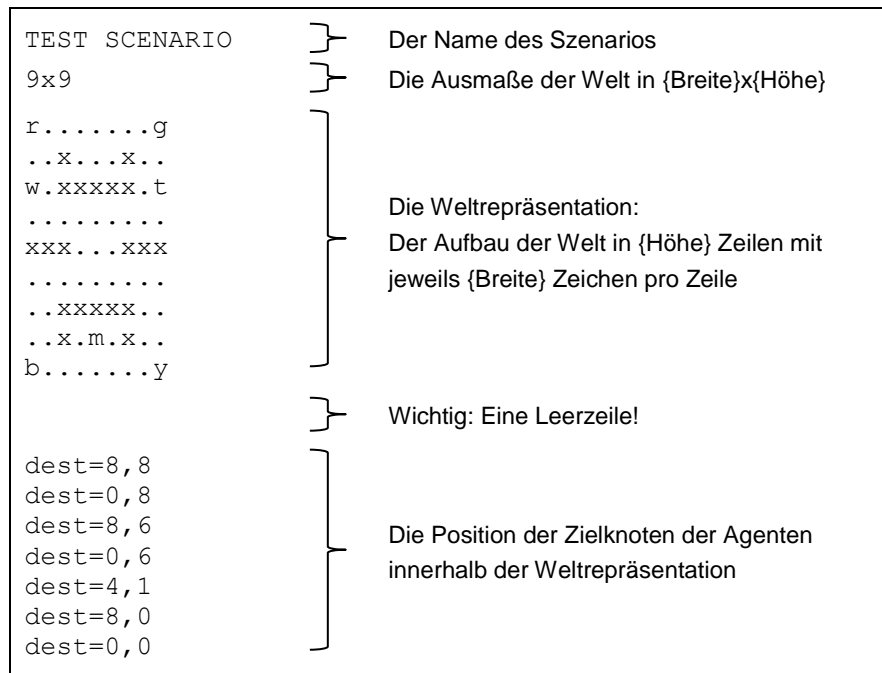 TEST SCENARIO Der Name des Szenarios
9x9 Die Ausmaße der Welt in {Breite}x{Höhe}
r.......g
..x...x..
w.xxxxx.t
.........
xxx...xxx
.........
..xxxxx..
..x.m.x..
b.......y
Die Weltrepräsentation:
Der Aufbau der Welt in {Höhe} Zeilen mit
jeweils {Breite} Zeichen pro Zeile
Wichtig: Eine Leerzeile!
dest=8,8
dest=0,8
dest=8,6
dest=0,6
dest=4,1
dest=8,0
dest=0,0
Die Position der Zielknoten der Agenten
innerhalb der Weltrepräsentation